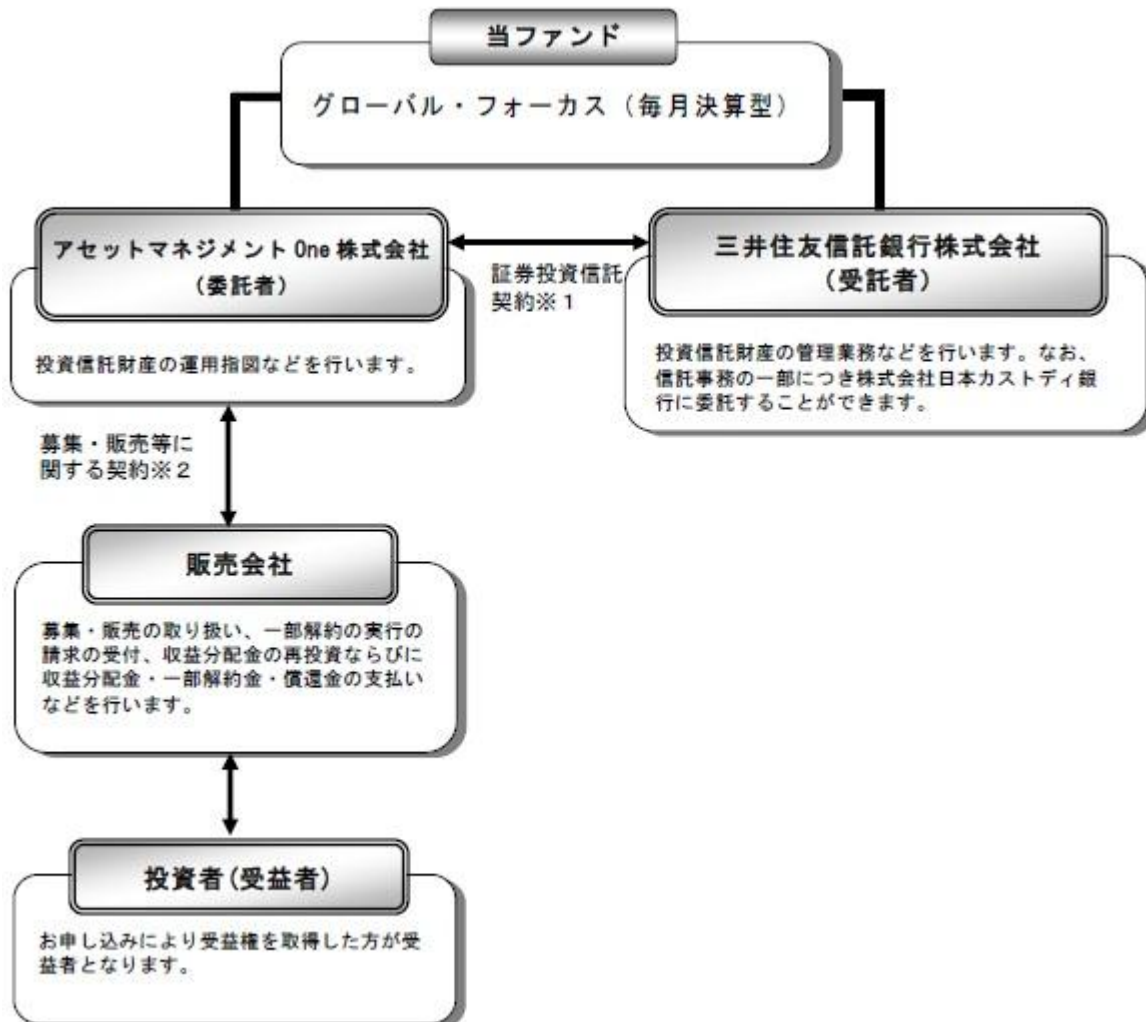 当ファンド
グローバル・フォーカス（毎月決算型）
アセットマネジメントOne株式会社
（委託者）
投資信託財産の運用指図などを行います。
証券投資信託
契約※１
三井住友信託銀行株式会社
（受託者）
投資信託財産の管理業務などを行います。なお、
信託事務の一部につき株式会社日本カストディ銀
行に委託することができます。
募集・販売等に
関する契約※２
販売会社
募集・販売の取り扱い、一部解約の実行の
請求の受付、収益分配金の再投資ならびに
収益分配金・一部解約金・償還金の支払い
などを行います。
投資者(受益者)
お申し込みにより受益権を取得した方が受
益者となります。